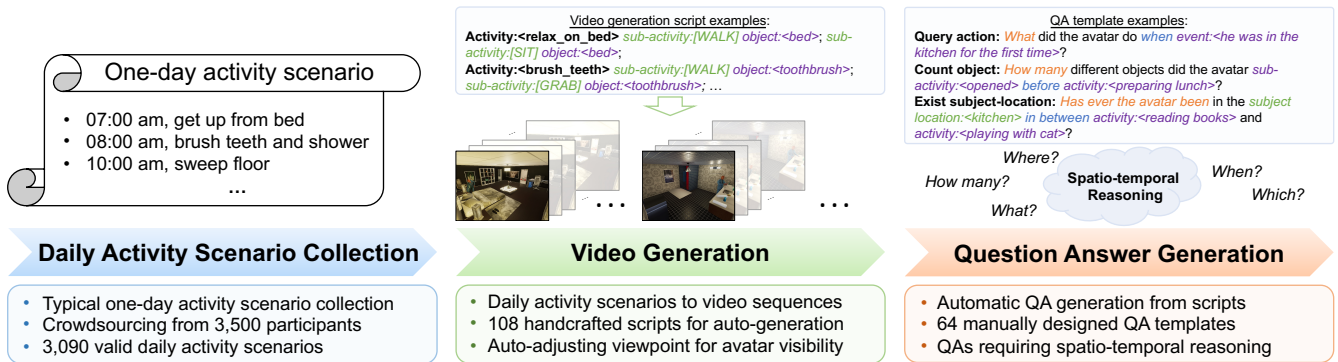 One-day activity scenario
• 07:00 am, get up from bed
• 08:00 am, brush teeth and shower
• 10:00 am, sweep floor
...
Daily Activity Scenario Collection
• Typical one-day activity scenario collection
• Crowdsourcing from 3,500 participants
• 3,090 valid daily activity scenarios
Video generation script examples:
Activity:<relax_on_bed> sub-activity:[WALK] object:<bed>; sub-
activity:[SIT] object:<bed>;
Activity:<brush_teeth> sub-activity:[WALK] object:<toothbrush>;
sub-activity:[GRAB] object:<toothbrush>; …
...
...
...
...
Video Generation
• Daily activity scenarios to video sequences
• 108 handcrafted scripts for auto-generation
• Auto-adjusting viewpoint for avatar visibility
QA template examples:
Query action: What did the avatar do when event:<he was in the
kitchen for the first time>?
Count object: How many different objects did the avatar sub-
activity:<opened> before activity:<preparing lunch>?
Exist subject-location: Has ever the avatar been in the subject
location:<kitchen> in between activity:<reading books> and
activity:<playing with cat>?
Where?
How many?
What?
Spatio-temporal
Reasoning
When?
Which?
Question Answer Generation
• Automatic QA generation from scripts
• 64 manually designed QA templates
• QAs requiring spatio-temporal reasoning